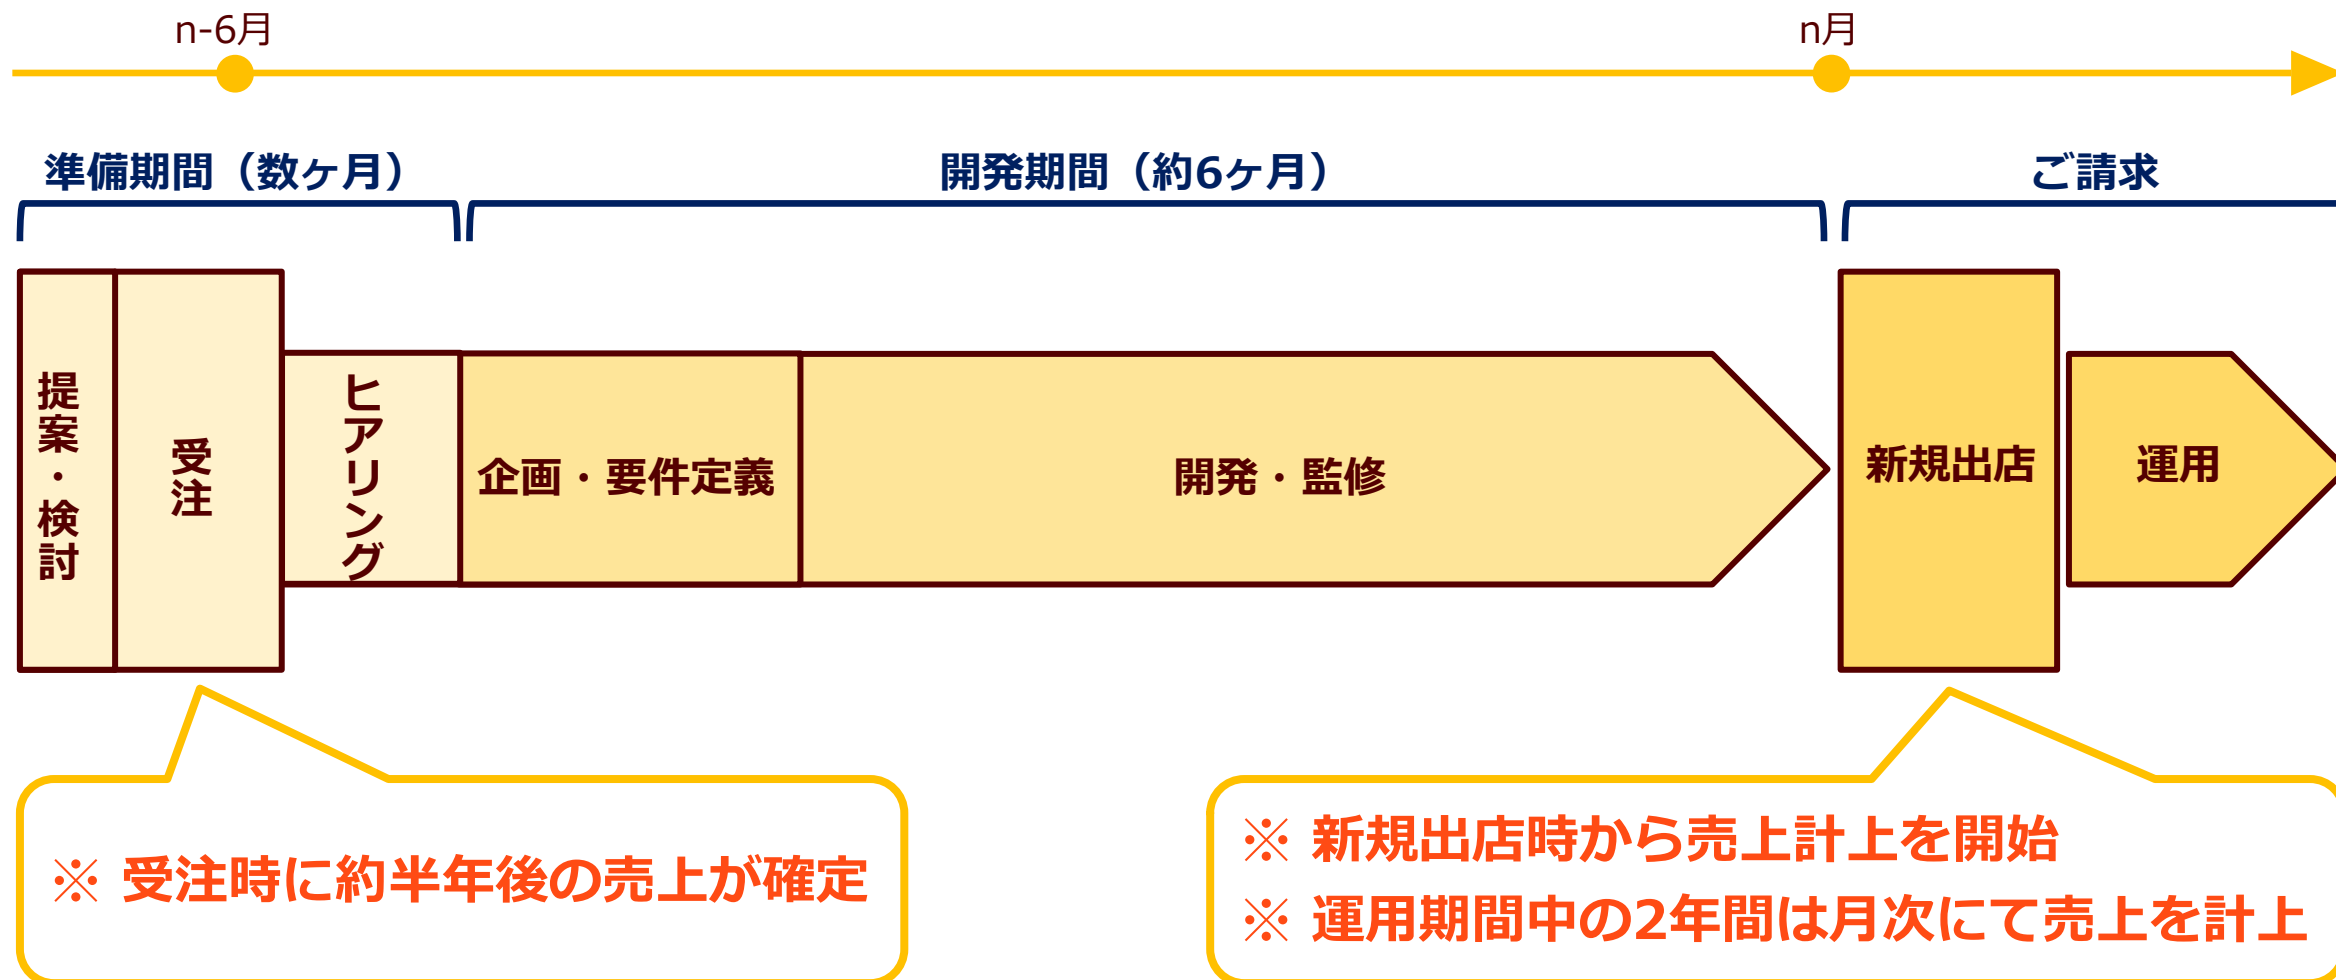 n-6月
n月
準備期間（数ヶ月）
開発期間（約6ヶ月）
ご請求
提案・検討
受注
ヒアリング
企画・要件定義
開発・監修
新規出店
運用
※ 受注時に約半年後の売上が確定
※ 新規出店時から売上計上を開始
※ 運用期間中の2年間は月次にて売上を計上